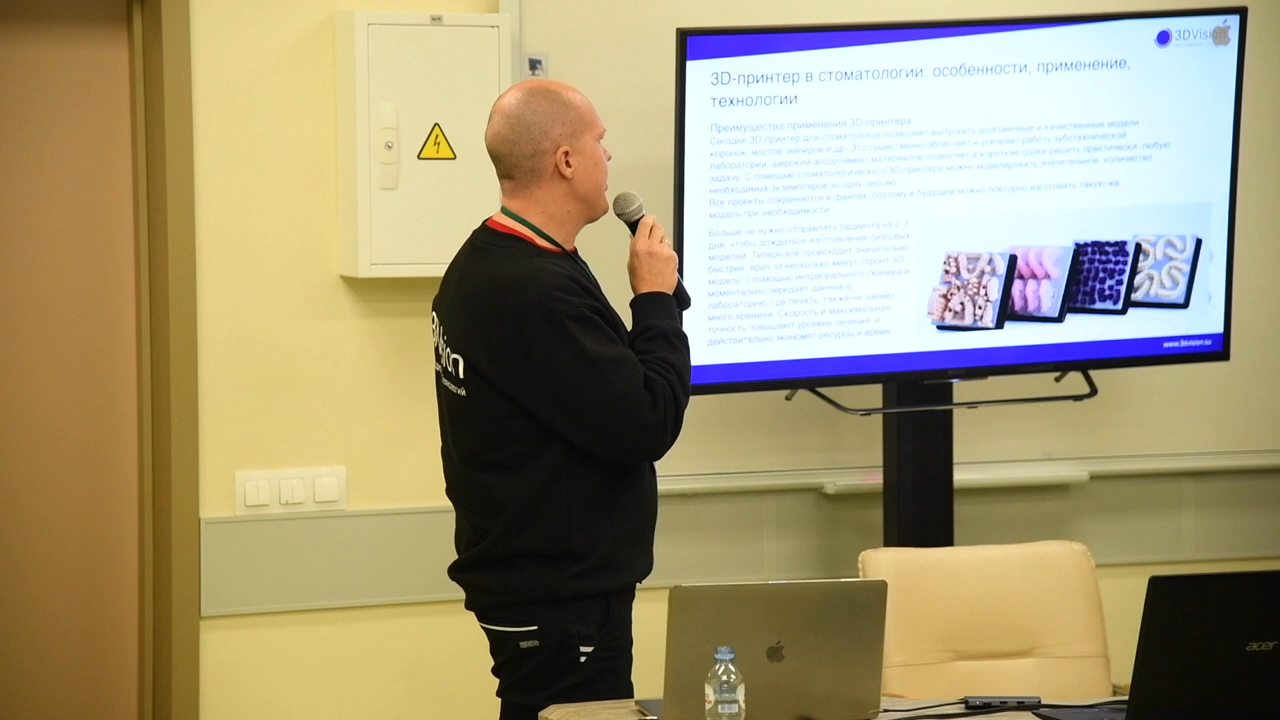 3DVision
3D-принтер в стоматологии: особенности, применение,
технологии
Преимущества применения 3D-принтера
Сегодня 3D-принтер для стоматологов позволяет выпускать долговечные и качественные модели
коронок, мостов, виниров и др. Это существенно облегчает и ускоряет работу зуботехнической
лаборатории, широкий ассортимент материалов позволяет в короткие сроки решить практически, любую
задачу. С помощью стоматологического 3D-принтера можно моделировать значительное, количество
необходимых экземпляров за одну сессию.
Все проекты сохраняются в файлах, поэтому в будущем можно повторно изготовить такую же
модель при необходимости.
Больше не нужно отправлять пациента на 2-3
дня, чтобы дождаться изготовления гипсовых
моделей. Теперь всё происходит значительно
быстрее: врач за несколько минут строит 3D-
модель, с помощью интраорального сканера и
моментально передаёт данные в
лабораторию, где печать, также не займёт
много времени. Скорость и максимальная
точность повышают уровень лечения, и
действительно экономят ресурсы и время.
www.3dvision.su
acer